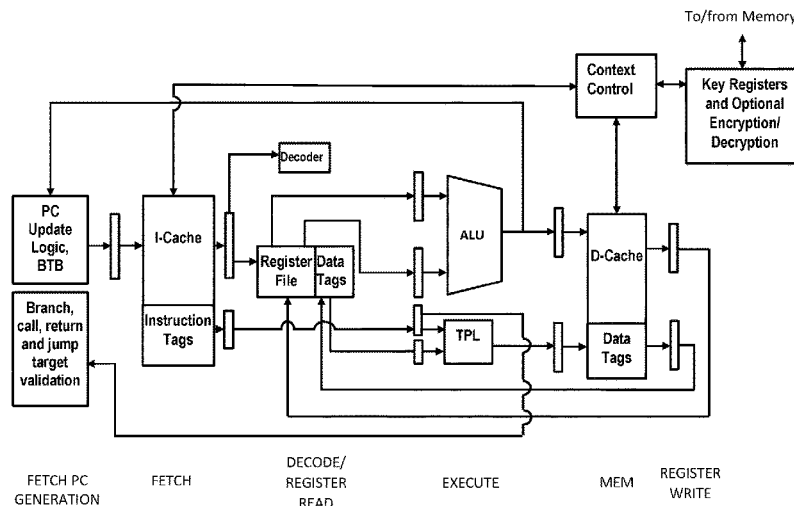 To/from Memory
Context
Control
Key Registers
and Optional
Encryption/
Decryption
Decoder
PC
Update
Logic,
BTB
I-Cache
Register
File
Data
Tags
ALU
D-Cache
Branch,
call, return
and jump
target
validation
Instruction
Tags
TPL
Data
Tags
FETCH PC
GENERATION
FETCH
DECODE/
REGISTER
READ
EXECUTE
MEM
REGISTER
WRITE